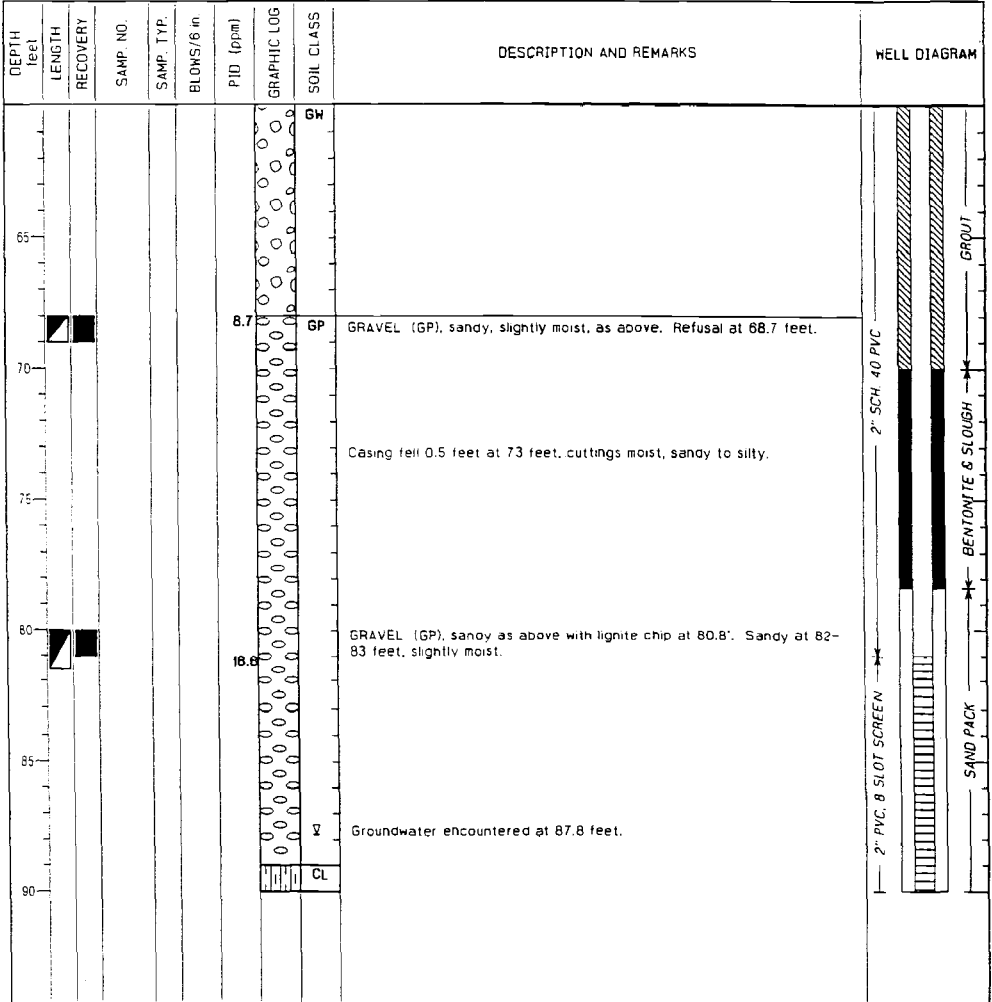 DEPTH feet
LENGTH
RECOVERY
SAMP. NO.
SAMP. TYP.
BLOWS/6 in.
PID (ppm)
GRAPHIC LOG
SOIL CLASS
DESCRIPTION AND REMARKS
WELL DIAGRAM
GW
65
8.7
GP
GRAVEL (GP), sandy, slightly moist, as above. Refusal at 68.7 feet.
70
Casing fell 0.5 feet at 73 feet, cuttings moist, sandy to silty.
75
80
GRAVEL (GP), sandy as above with lignite chip at 80.8'. Sandy at 82-
83 feet, slightly moist.
16.6
85
Groundwater encountered at 87.8 feet.
CL
90
2" SCH. 40 PVC
2" PVC, 8 SLOT SCREEN
GROUT
BENTONITE & SLOUGH
SAND PACK